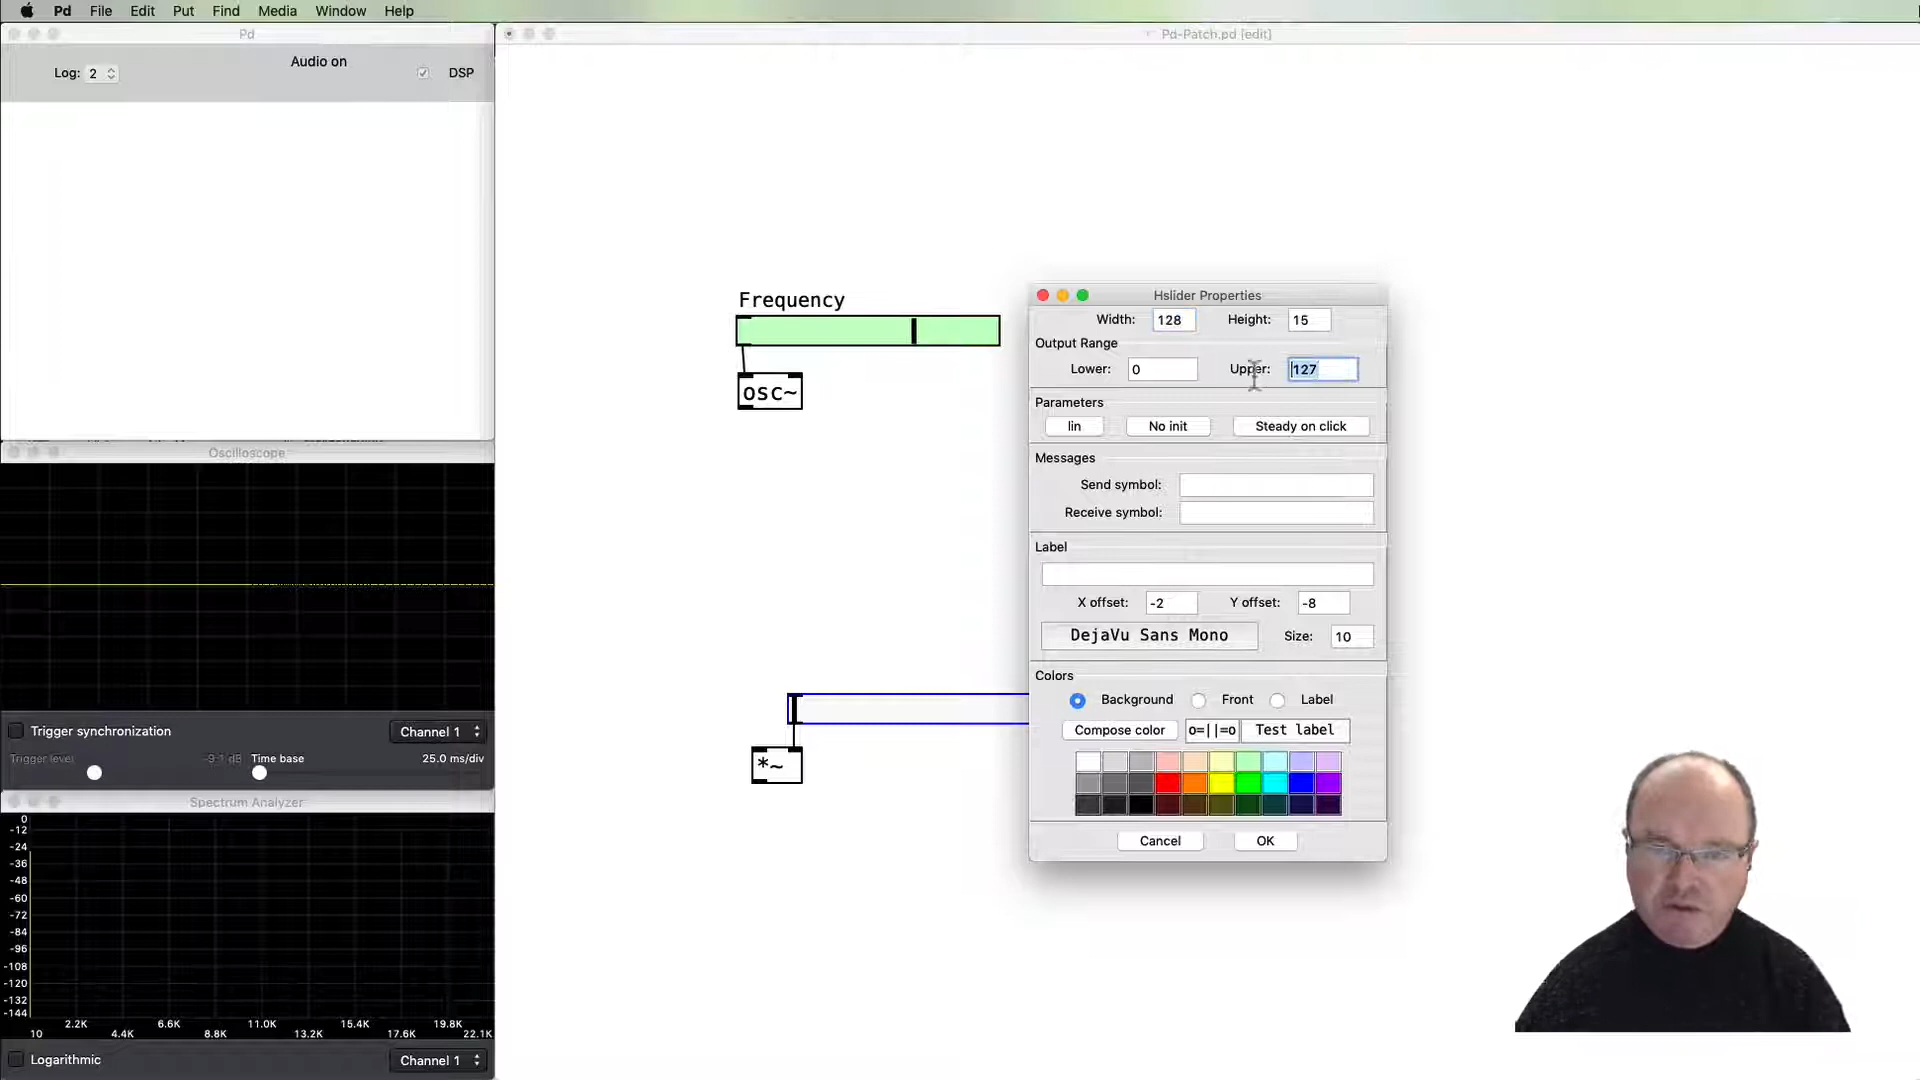 Pd File Edit Put Find Media Window Help
Pd
Pd-Patch.pd [edit]
Audio on
Log: 2
DSP
Frequency
osc~
*~
Hslider Properties
Width: 128 Height: 15
Output Range
Lower: 0 Upper: 127
Parameters
lin No init Steady on click
Messages
Send symbol:
Receive symbol:
Label
X offset: -2 Y offset: -8
DejaVu Sans Mono Size: 10
Colors
Background Front Label
Compose color o=||=o Test label
Cancel OK
Oscilloscope
Trigger synchronization Channel 1
Trigger level -9.1 dB Time base 25.0 ms/div
Spectrum Analyzer
0
-12
-24
-36
-48
-60
-72
-84
-96
-108
-120
-132
-144
2.2K 6.6K 11.0K 15.4K 19.8K
10 4.4K 8.8K 13.2K 17.6K 22.1K
Logarithmic Channel 1